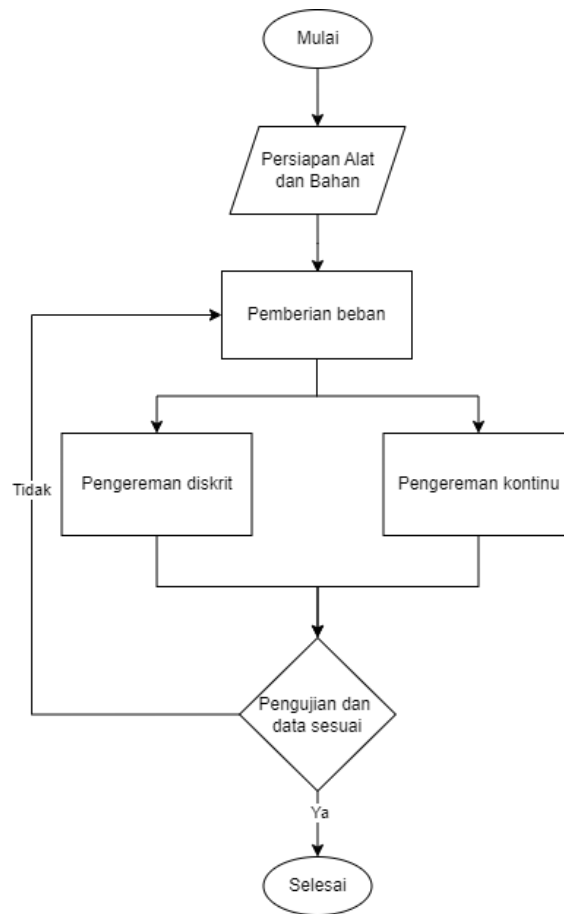 Mulai
Persiapan Alat
dan Bahan
Pemberian beban
Pengereman diskrit
Pengereman kontinu
Tidak
Pengujian dan
data sesuai
Ya
Selesai